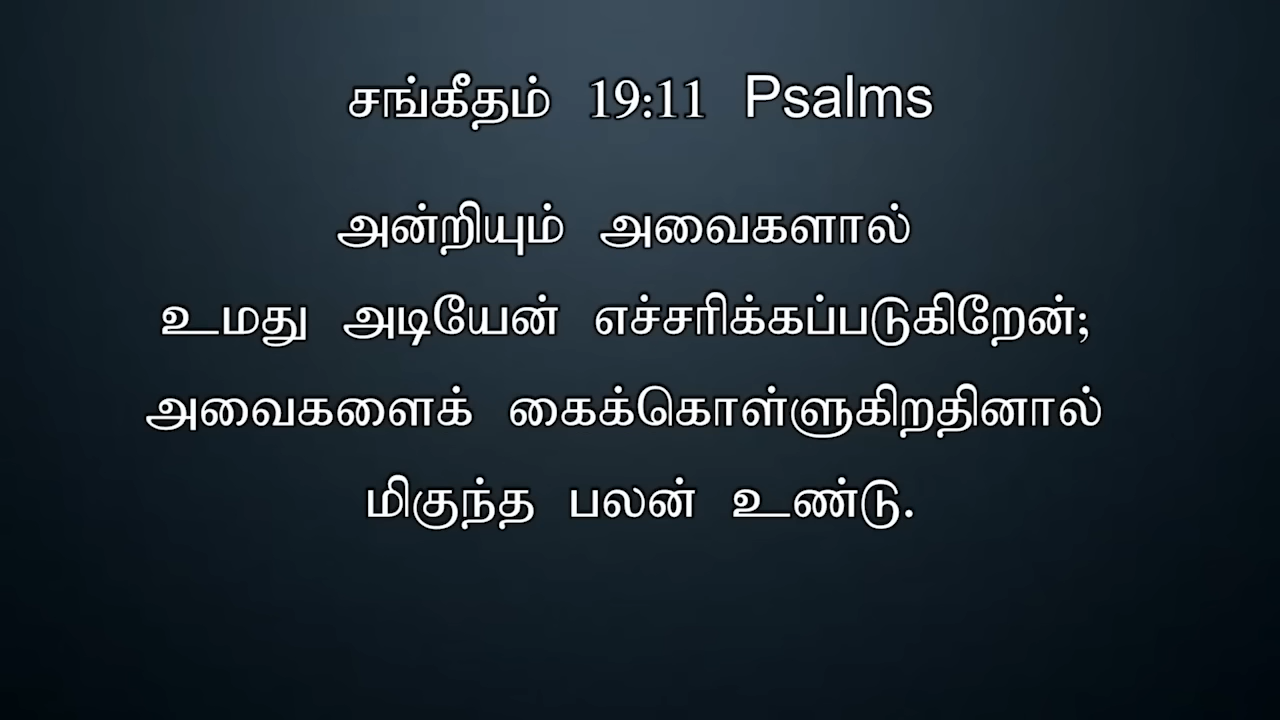 சங்கீதம் 19:11 Psalms
அன்றியும் அவைகளால்
உமது அடியேன் எச்சரிக்கப்படுகிறேன்;
அவைகளைக் கைக்கொள்ளுகிறதினால்
மிகுந்த பலன் உண்டு.